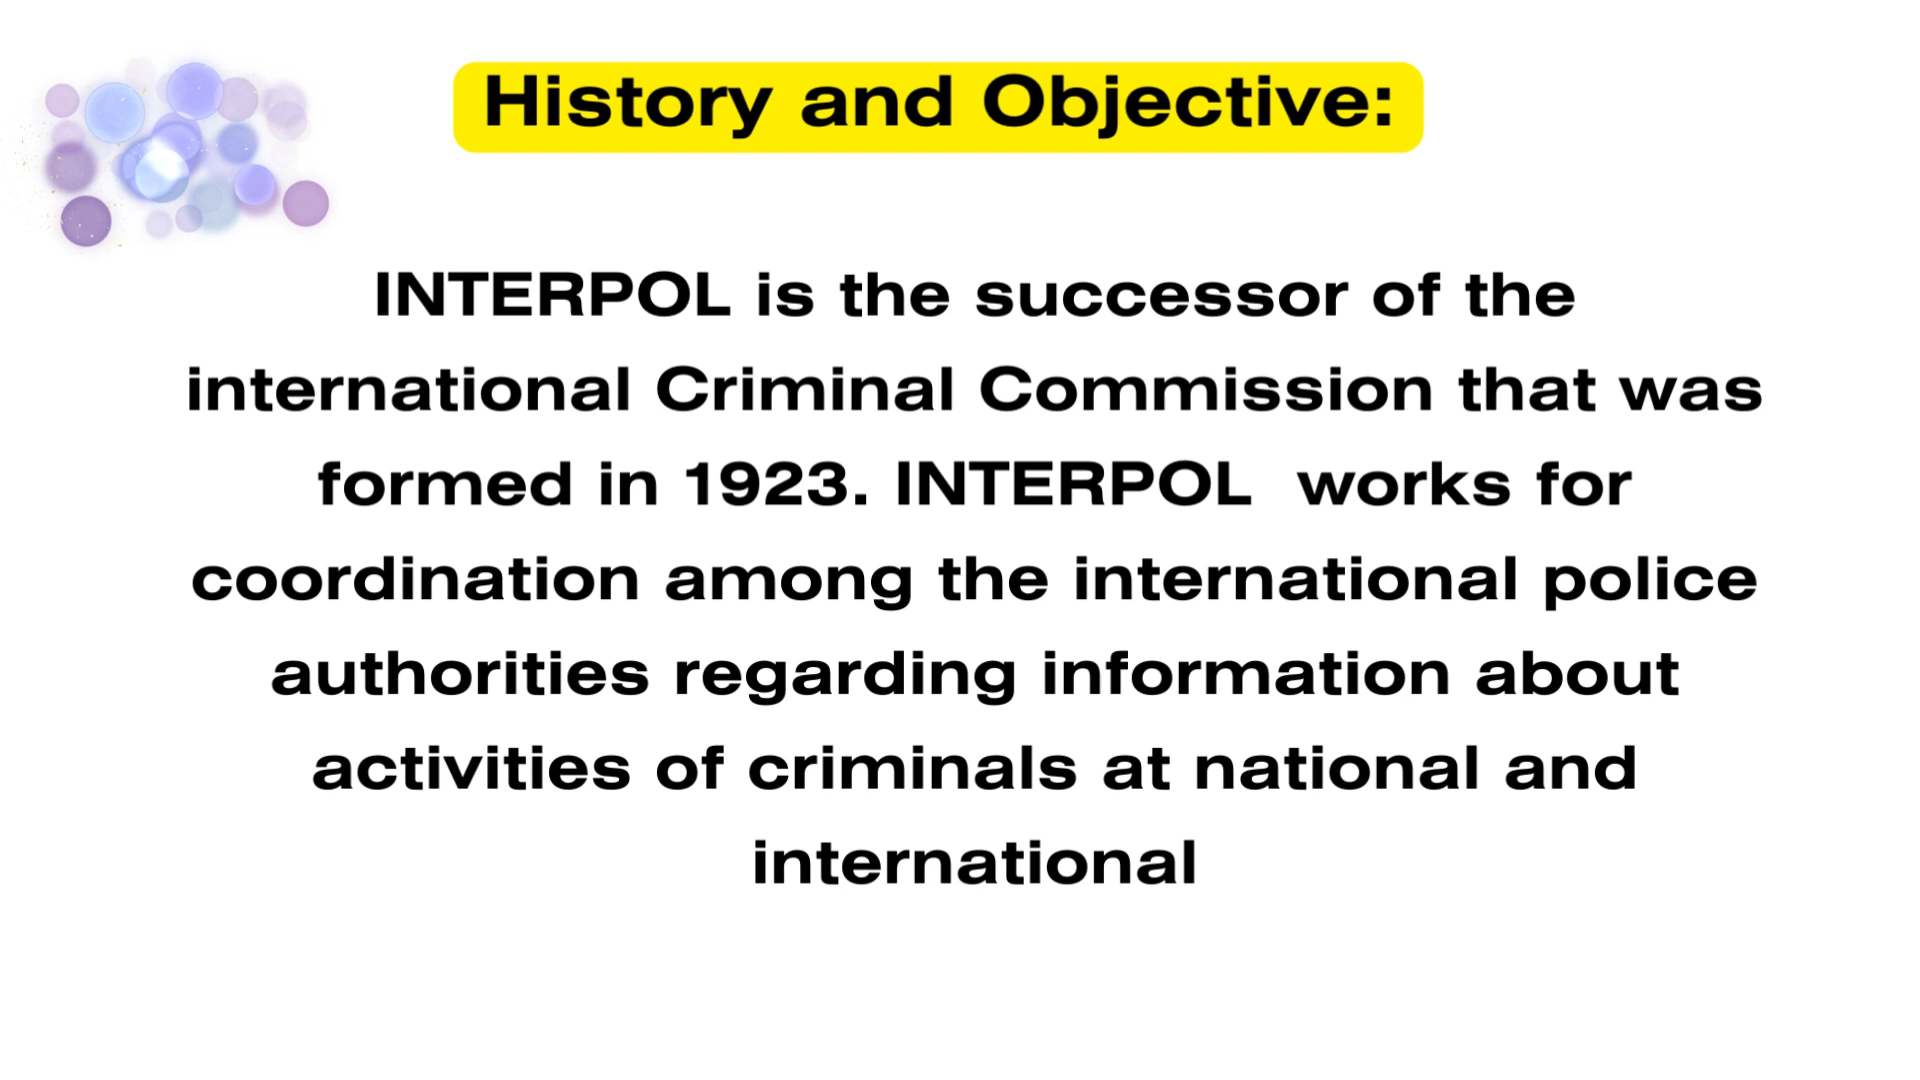 History and Objective:
INTERPOL is the successor of the
international Criminal Commission that was
formed in 1923. INTERPOL  works for
coordination among the international police
authorities regarding information about
activities of criminals at national and
international